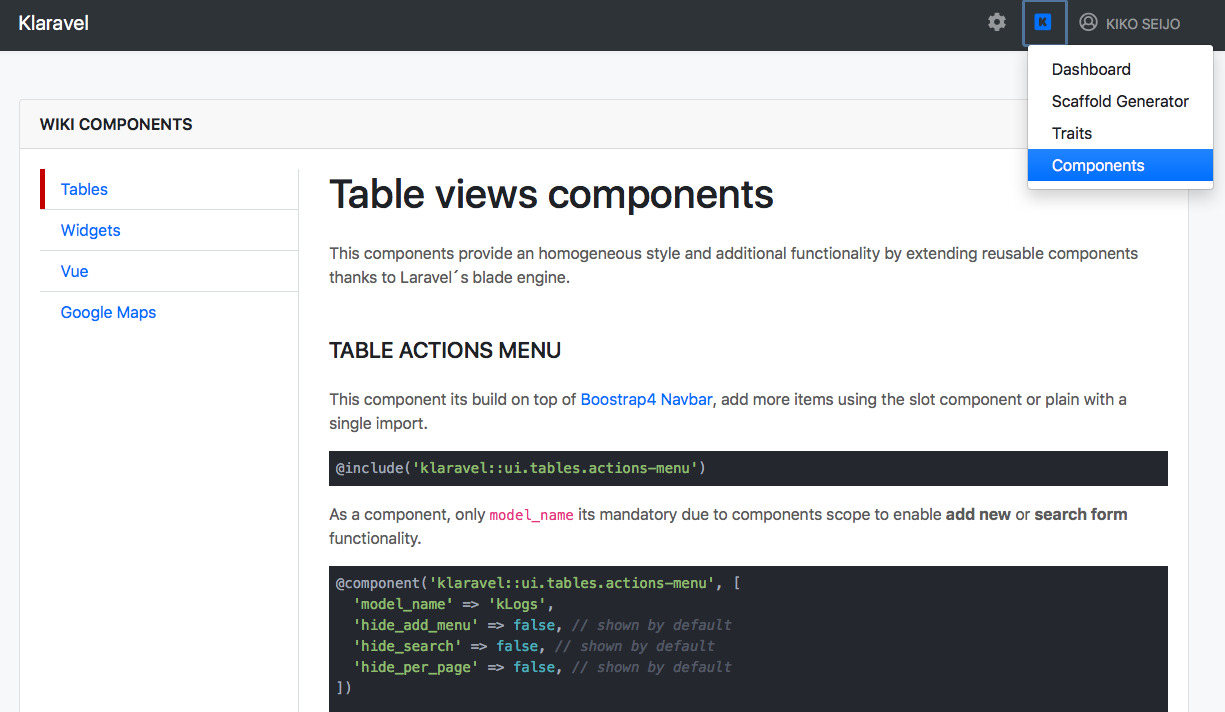 Klaravel
K
KIKO SEIJO
Dashboard
Scaffold Generator
Traits
Components
WIKI COMPONENTS
Tables
Widgets
Vue
Google Maps
Table views components
This components provide an homogeneous style and additional functionality by extending reusable components
thanks to Laravel´s blade engine.
TABLE ACTIONS MENU
This component its build on top of Boostrap4 Navbar, add more items using the slot component or plain with a
single import.
@include('klaravel::ui.tables.actions-menu')
As a component, only model_name its mandatory due to components scope to enable add new or search form
functionality.
@component('klaravel::ui.tables.actions-menu', [
  'model_name' => 'kLogs',
  'hide_add_menu' => false, // shown by default
  'hide_search' => false, // shown by default
  'hide_per_page' => false, // shown by default
])